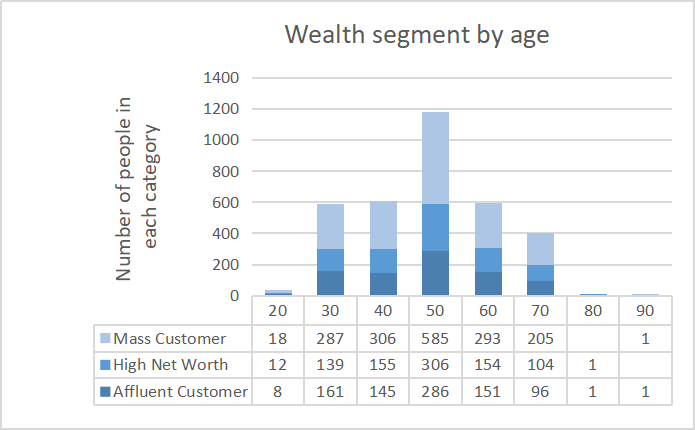 Wealth segment by age
Number of people in
each category
1400
1200
1000
800
600
400
200
0
20 30 40 50 60 70 80 90
Mass Customer 18 287 306 585 293 205 1
High Net Worth 12 139 155 306 154 104 1
Affluent Customer 8 161 145 286 151 96 1 1